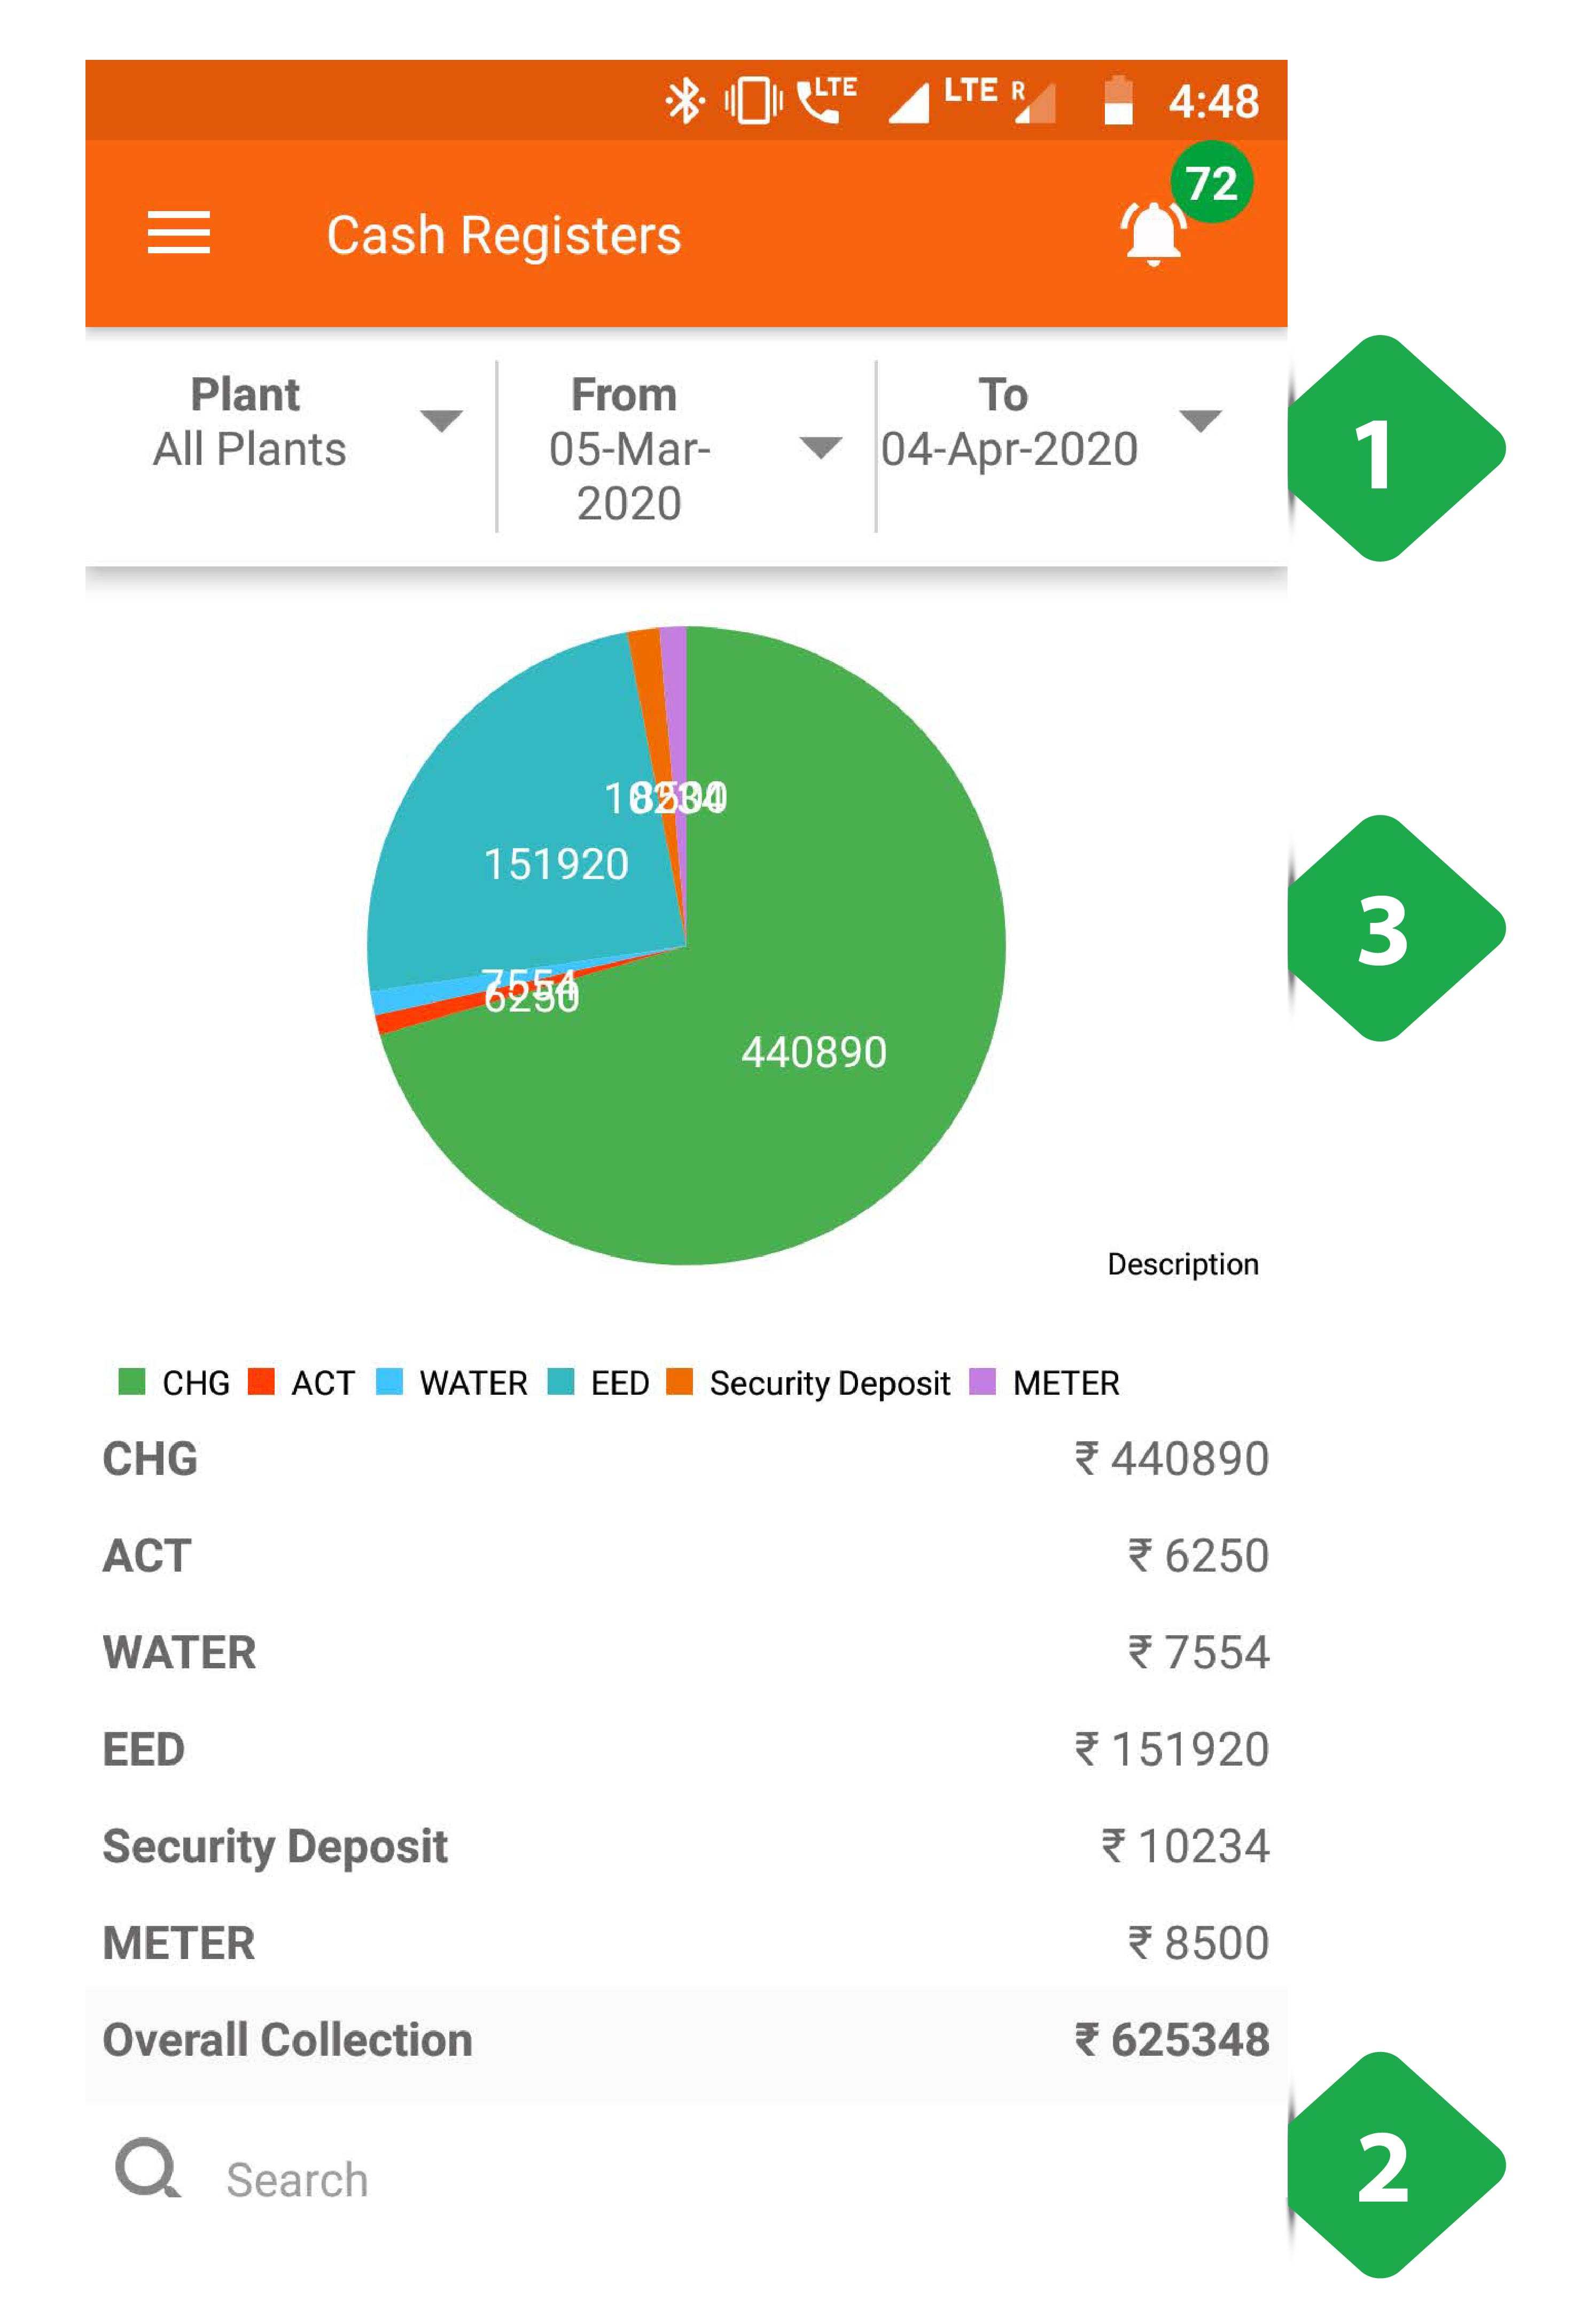 LTE LTE R 4:48
72
Cash Registers
Plant From To
All Plants 05-Mar- 04-Apr-2020
2020
1
151920
3
7554
6250
440890
Description
CHG ACT WATER EED Security Deposit METER
CHG ₹ 440890
ACT ₹ 6250
WATER ₹ 7554
EED ₹ 151920
Security Deposit ₹ 10234
METER ₹ 8500
Overall Collection ₹ 625348
2
Search